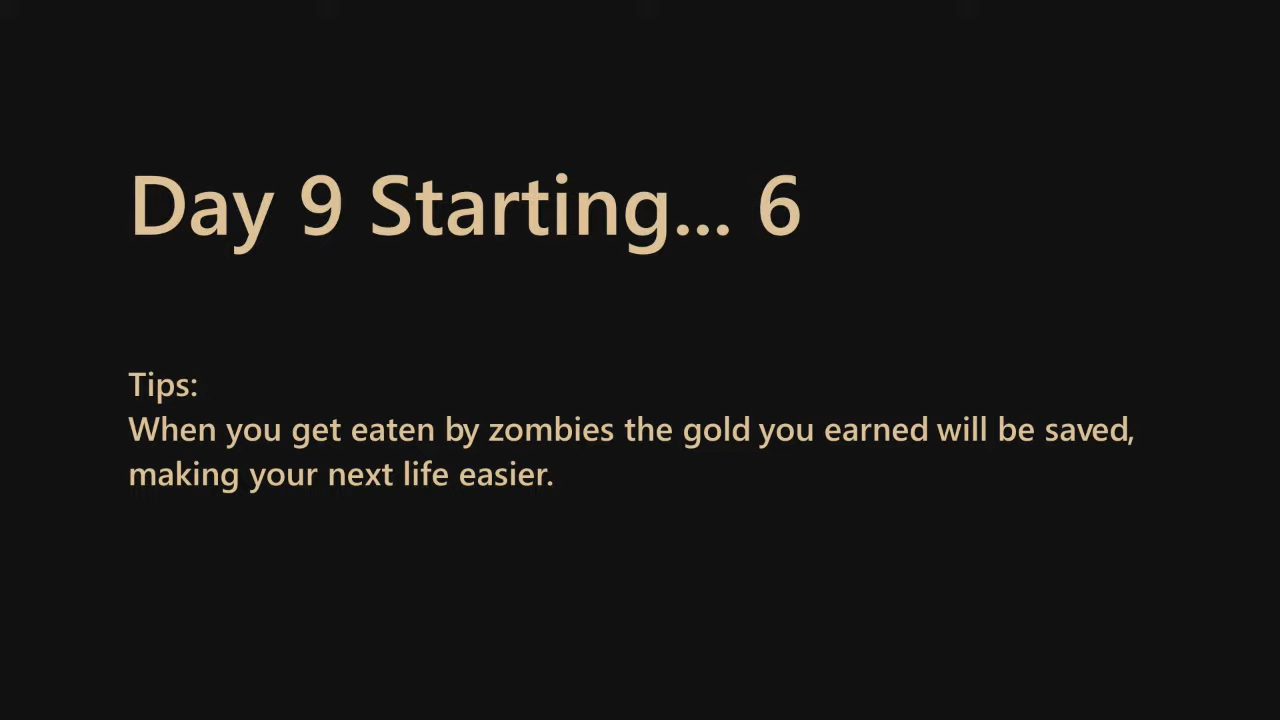 Day 9 Starting... 6
Tips:
When you get eaten by zombies the gold you earned will be saved,
making your next life easier.